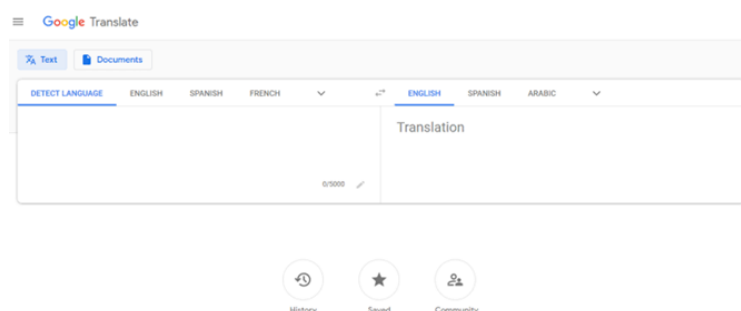 Google Translate
Text Documents
DETECT LANGUAGE ENGLISH SPANISH FRENCH ENGLISH SPANISH ARABIC
Translation
0/5000
History Saved Community